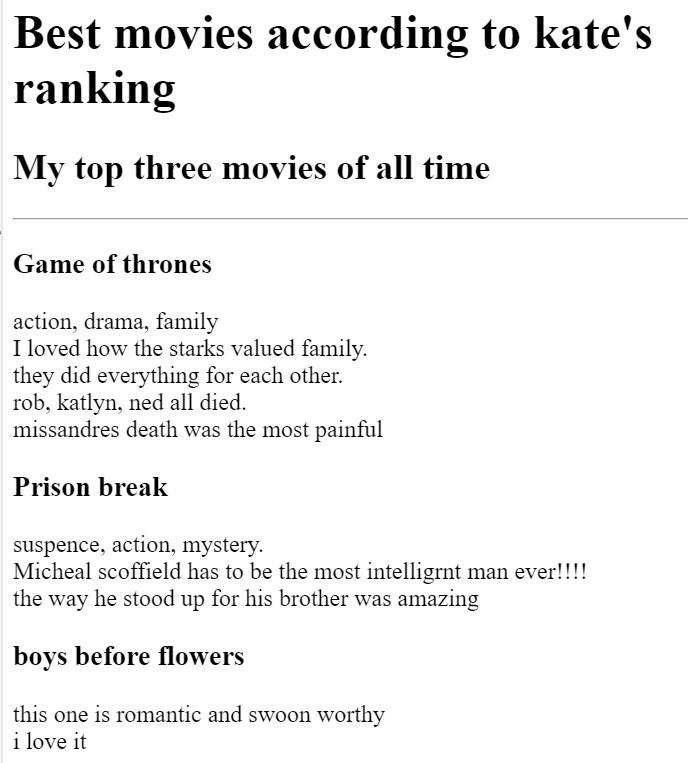 Best movies according to kate's
ranking
My top three movies of all time
Game of thrones
action, drama, family
I loved how the starks valued family.
they did everything for each other.
rob, katlyn, ned all died.
missandres death was the most painful
Prison break
suspence, action, mystery.
Micheal scoffield has to be the most intelligrnt man ever!!!!
the way he stood up for his brother was amazing
boys before flowers
this one is romantic and swoon worthy
i love it